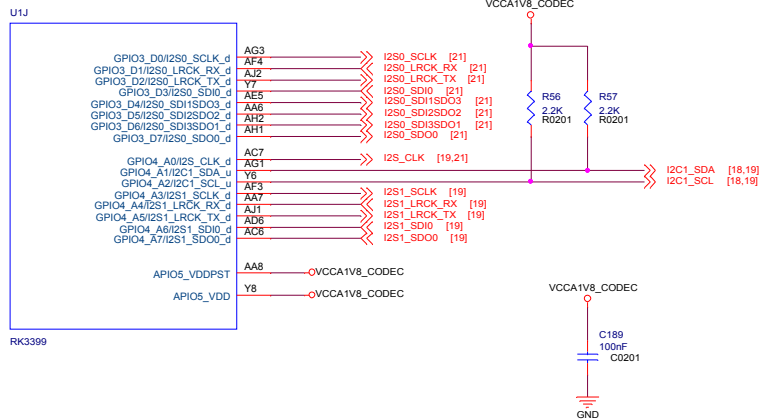 VCCA1V8_CODEC
U1J
GPIO3_D0/I2S0_SCLK_d AG3 I2S0_SCLK [21]
GPIO3_D1/I2S0_LRCK_RX_d AF4 I2S0_LRCK_RX [21]
GPIO3_D2/I2S0_LRCK_TX_d AJ2 I2S0_LRCK_TX [21]
GPIO3_D3/I2S0_SDI0_d Y7 I2S0_SDI0 [21]
GPIO3_D4/I2S0_SDI1SDO3_d AE5 I2S0_SDI1SDO3 [21]
GPIO3_D5/I2S0_SDI2SDO2_d AA6 I2S0_SDI2SDO2 [21]
GPIO3_D6/I2S0_SDI3SDO1_d AH2 I2S0_SDI3SDO1 [21]
GPIO3_D7/I2S0_SDO0_d AH1 I2S0_SDO0 [21]
R56 R57
2.2K 2.2K
R0201 R0201
GPIO4_A0/I2S_CLK_d AC7 I2S_CLK [19,21]
GPIO4_A1/I2C1_SDA_u AG1 I2C1_SDA [18,19]
GPIO4_A2/I2C1_SCL_u Y6 I2C1_SCL [18,19]
GPIO4_A3/I2S1_SCLK_d AF3 I2S1_SCLK [19]
GPIO4_A4/I2S1_LRCK_RX_d AA7 I2S1_LRCK_RX [19]
GPIO4_A5/I2S1_LRCK_TX_d AJ1 I2S1_LRCK_TX [19]
GPIO4_A6/I2S1_SDI0_d AD6 I2S1_SDI0 [19]
GPIO4_A7/I2S1_SDO0_d AC6 I2S1_SDO0 [19]
APIO5_VDDPST AA8 VCCA1V8_CODEC
APIO5_VDD Y8 VCCA1V8_CODEC
RK3399
VCCA1V8_CODEC
C189
100nF
C0201
GND